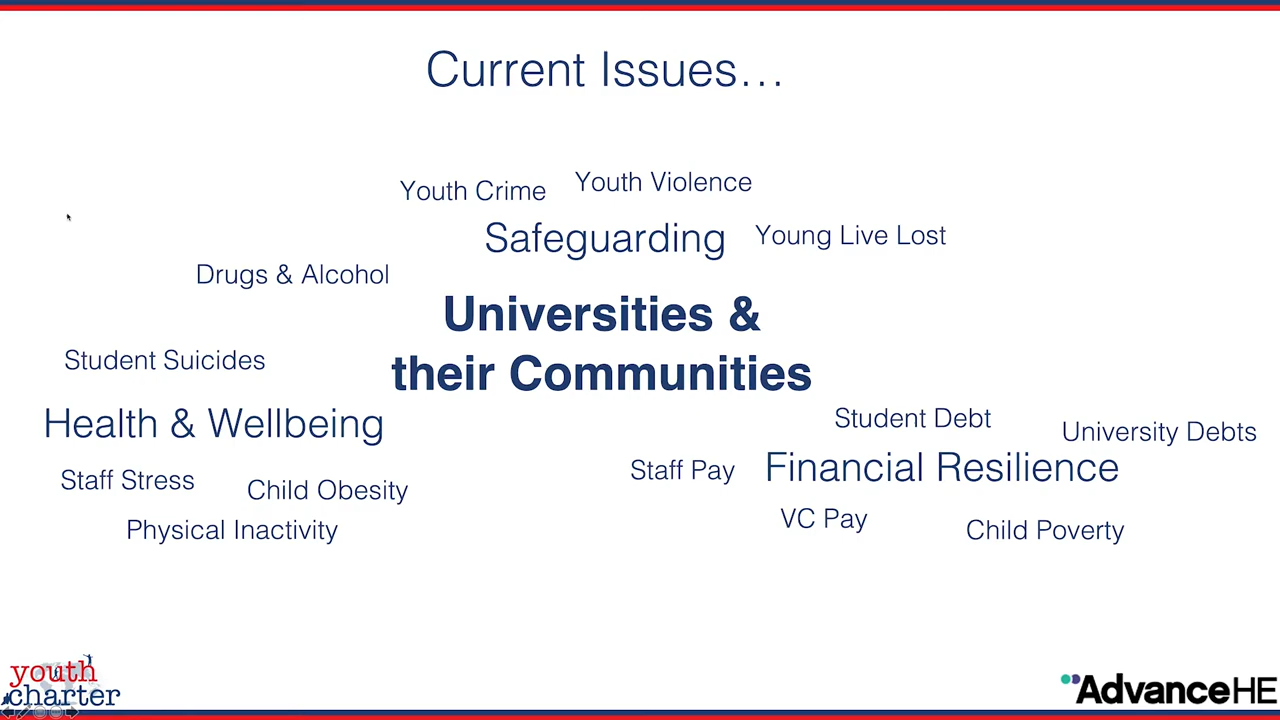 Current Issues...
Youth Crime
Youth Violence
Safeguarding
Young Live Lost
Drugs & Alcohol
Universities &
their Communities
Student Suicides
Health & Wellbeing
Staff Stress
Child Obesity
Physical Inactivity
Student Debt
University Debts
Staff Pay
Financial Resilience
VC Pay
Child Poverty
youth
charter
AdvanceHE